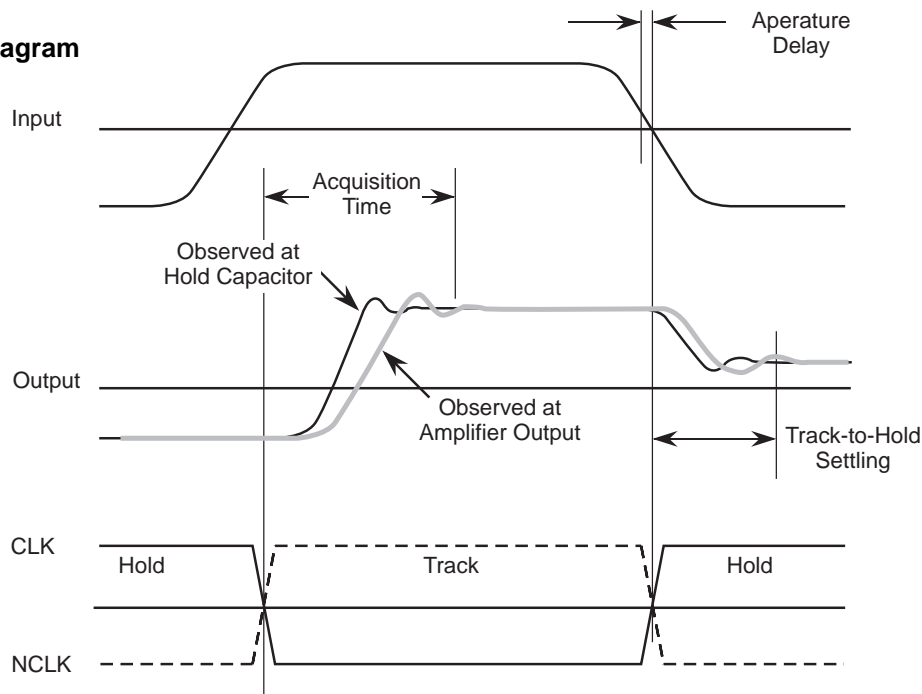 agram
Aperature
Delay
Input
Acquisition
Time
Observed at
Hold Capacitor
Output
Observed at
Amplifier Output
Track-to-Hold
Settling
CLK
Hold
Track
Hold
NCLK